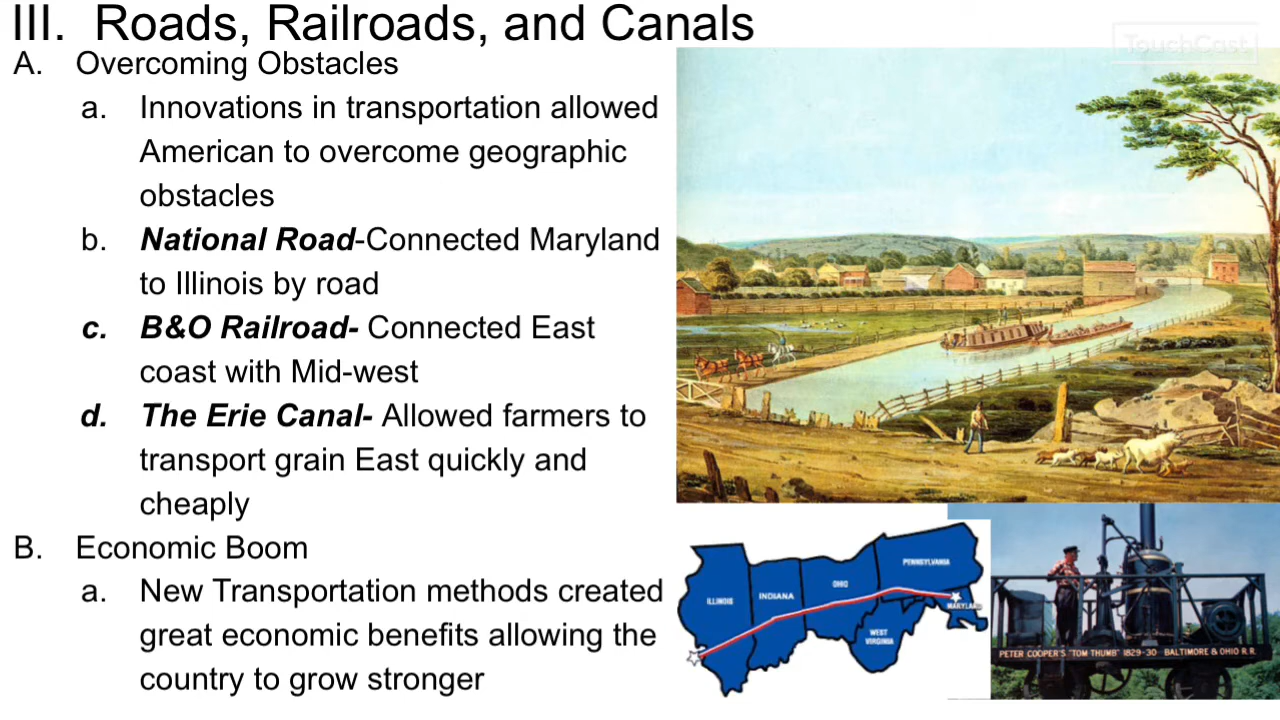 III. Roads, Railroads, and Canals
TouchCast
A. Overcoming Obstacles
a. Innovations in transportation allowed
American to overcome geographic
obstacles
b. National Road-Connected Maryland
to Illinois by road
c. B&O Railroad- Connected East
coast with Mid-west
d. The Erie Canal- Allowed farmers to
transport grain East quickly and
cheaply
B. Economic Boom
a. New Transportation methods created
great economic benefits allowing the
country to grow stronger
ILLINOIS
INDIANA
OHIO
PENNSYLVANIA
MARYLAND
WEST
VIRGINIA
PETER COOPER'S "TOM THUMB" 1829-30 BALTIMORE & OHIO R.R.